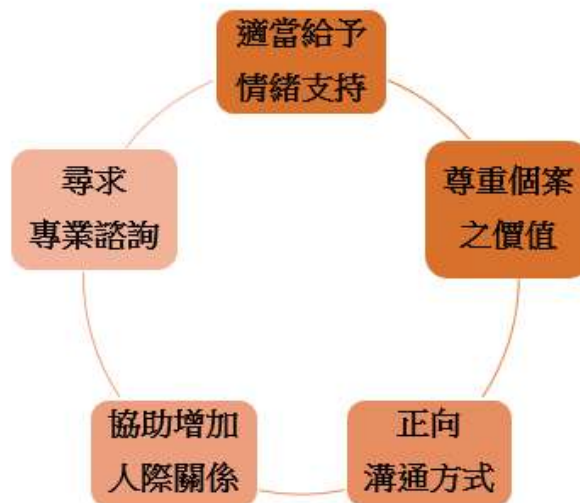 適當給予
情緒支持
尊重個案
之價值
正向
溝通方式
協助增加
人際關係
尋求
專業諮詢